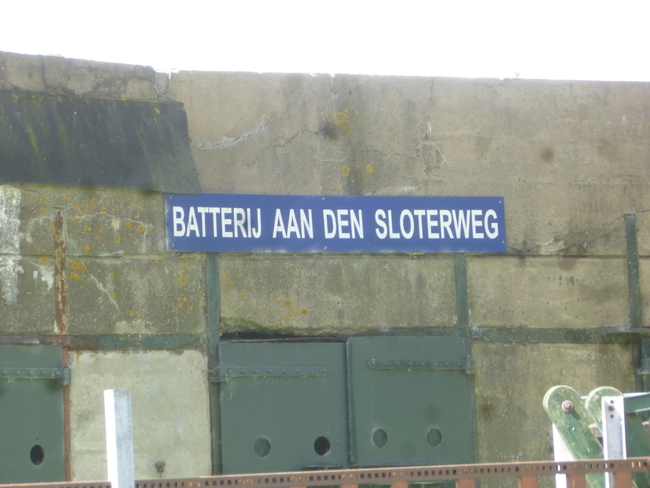 BATTERIJ AAN DEN SLOTERWEG